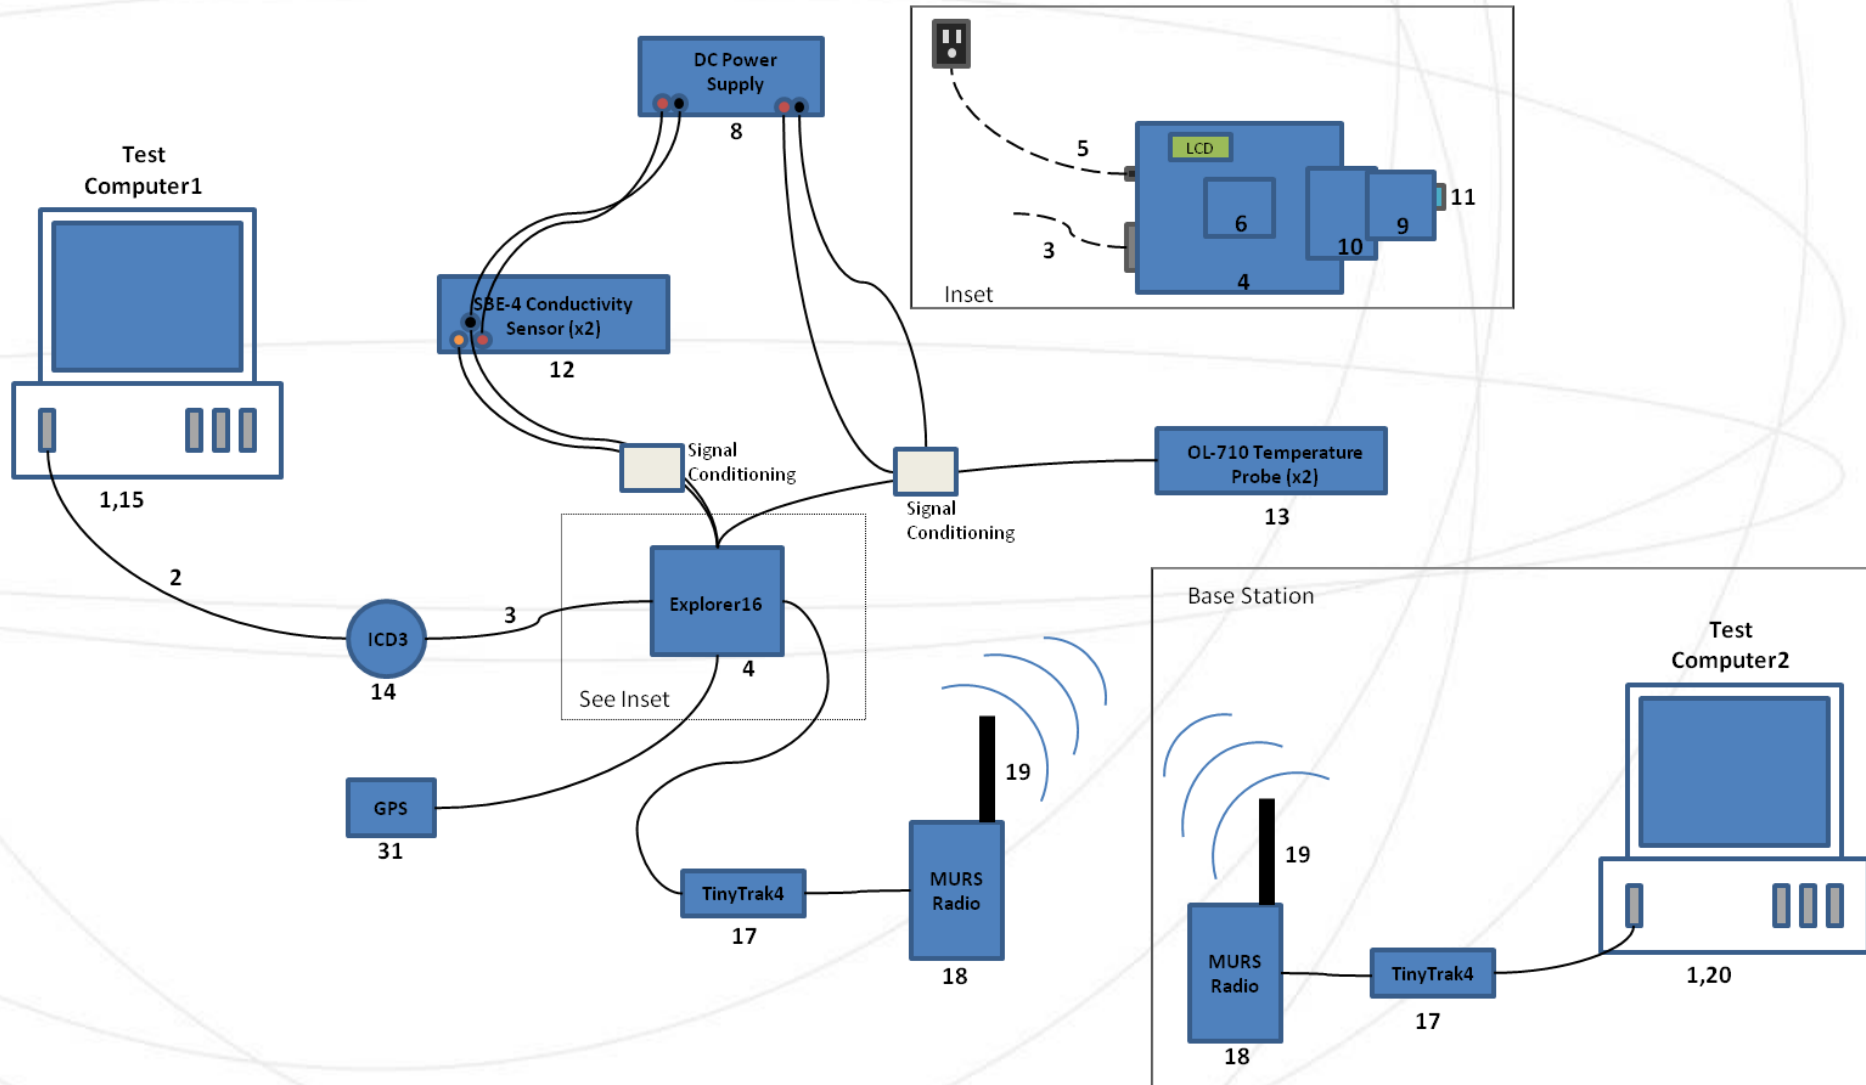 DC Power
Supply
8
Test
Computer1
1,15
SBE-4 Conductivity
Sensor (x2)
12
LCD
5
3
6
10
9
11
4
Inset
Signal
Conditioning
Signal
Conditioning
OL-710 Temperature
Probe (x2)
13
2
ICD3
14
3
Explorer16
4
See Inset
GPS
31
TinyTrak4
17
MURS
Radio
18
19
Base Station
Test
Computer2
1,20
19
MURS
Radio
18
TinyTrak4
17